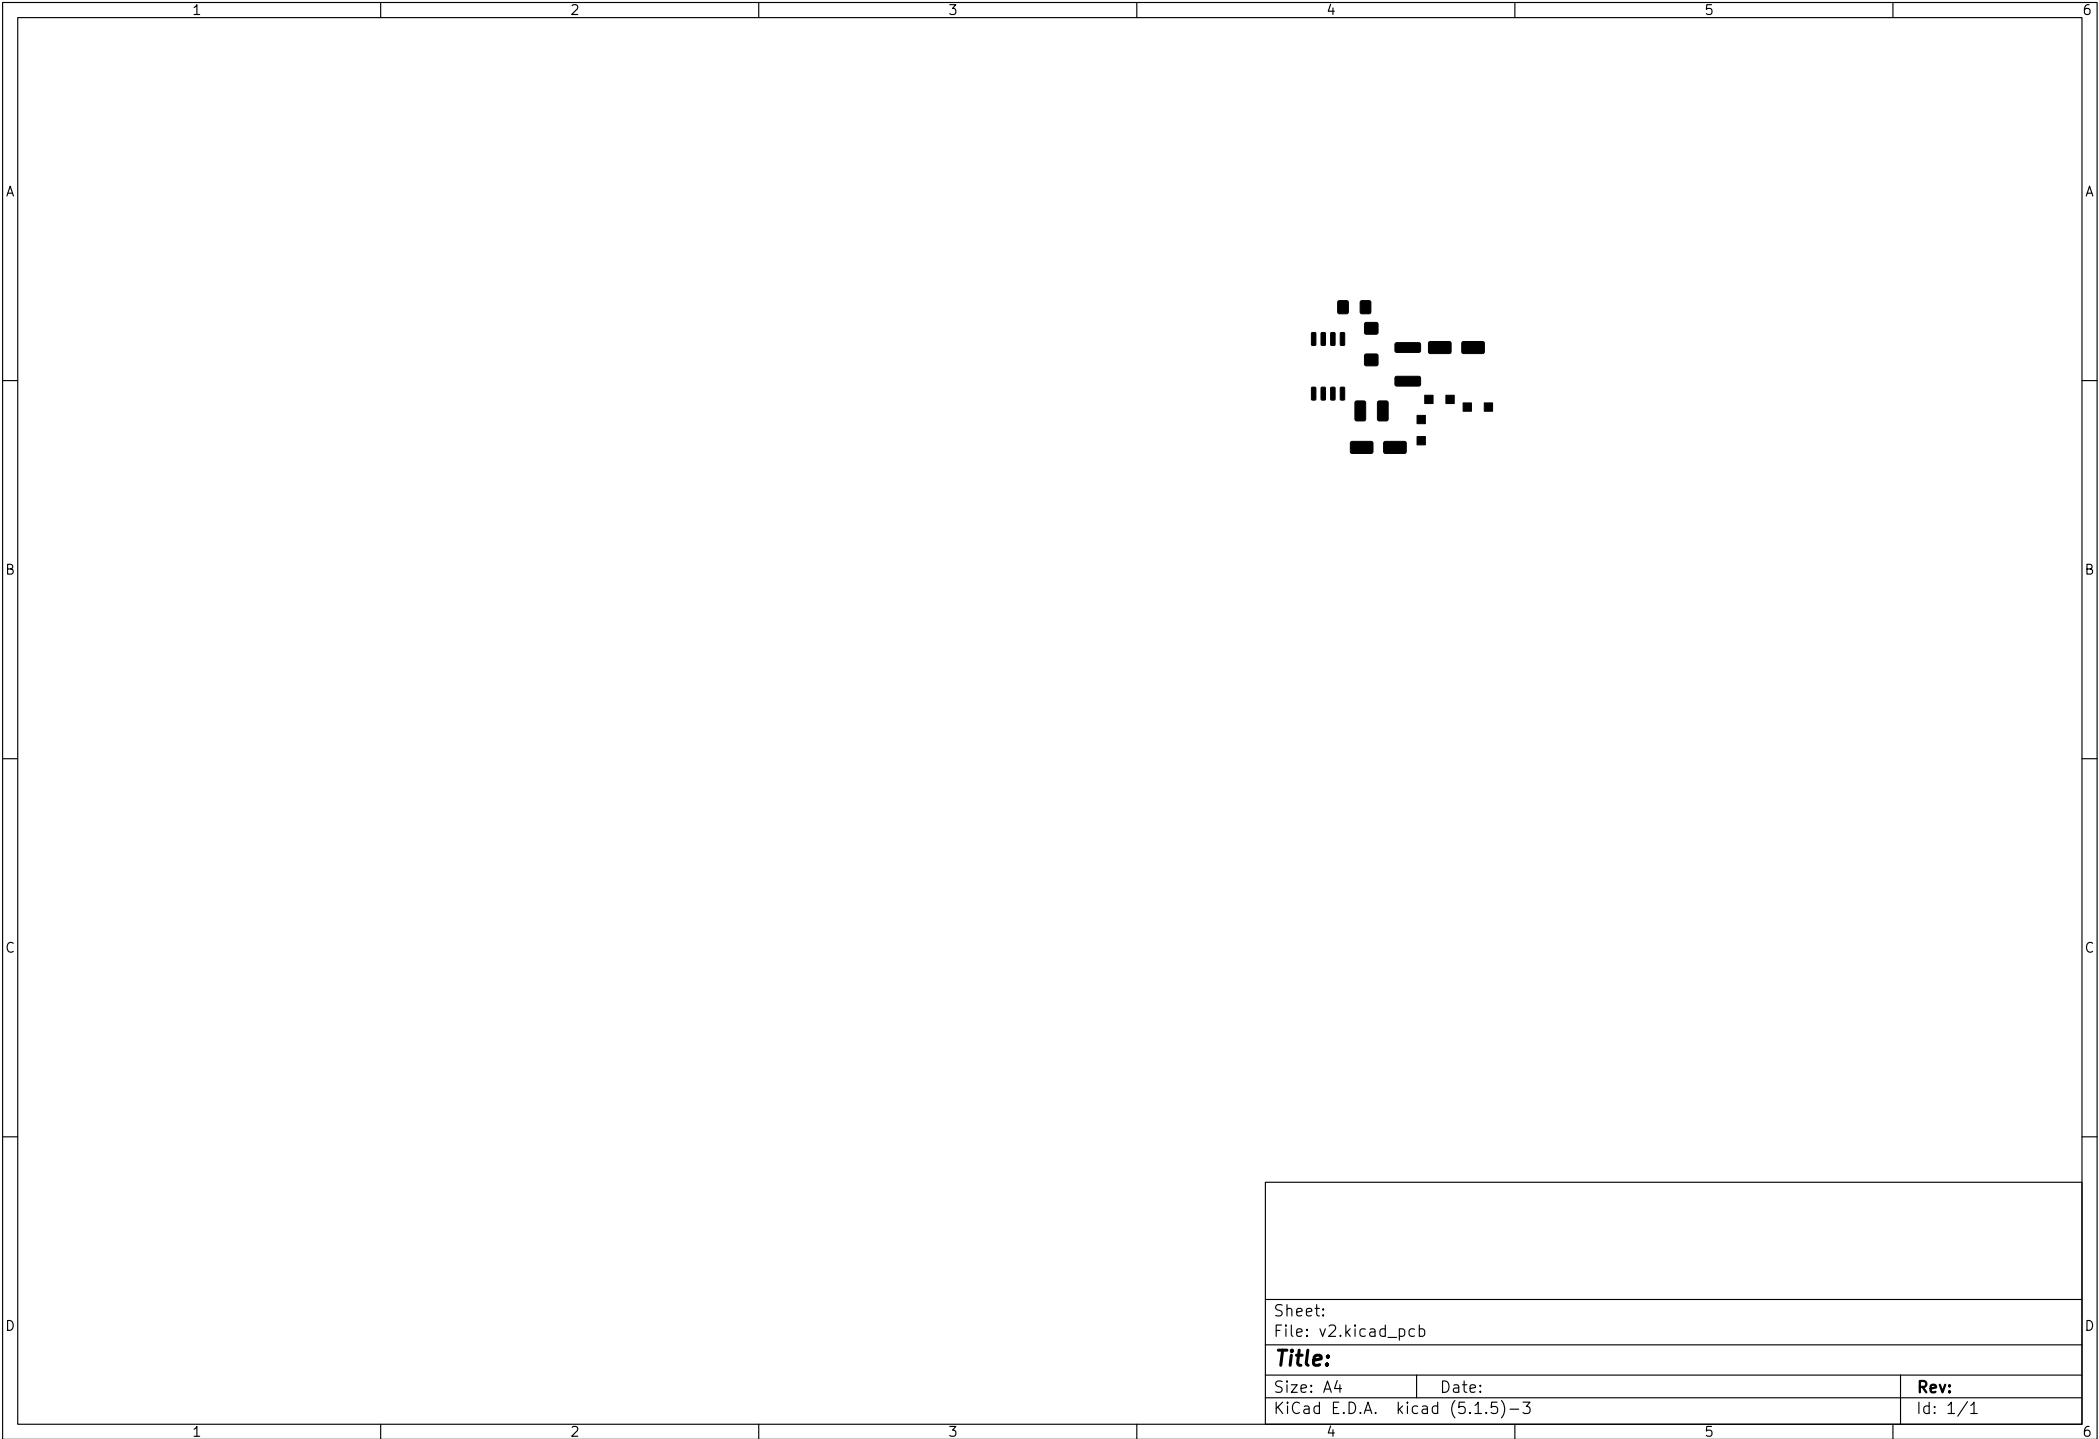 1 2 3 4 5 6
A A
B B
C C
D D
Sheet:
File: v2.kicad_pcb
Title:
Size: A4 Date: Rev:
KiCad E.D.A. kicad (5.1.5)-3 Id: 1/1
1 2 3 4 5 6